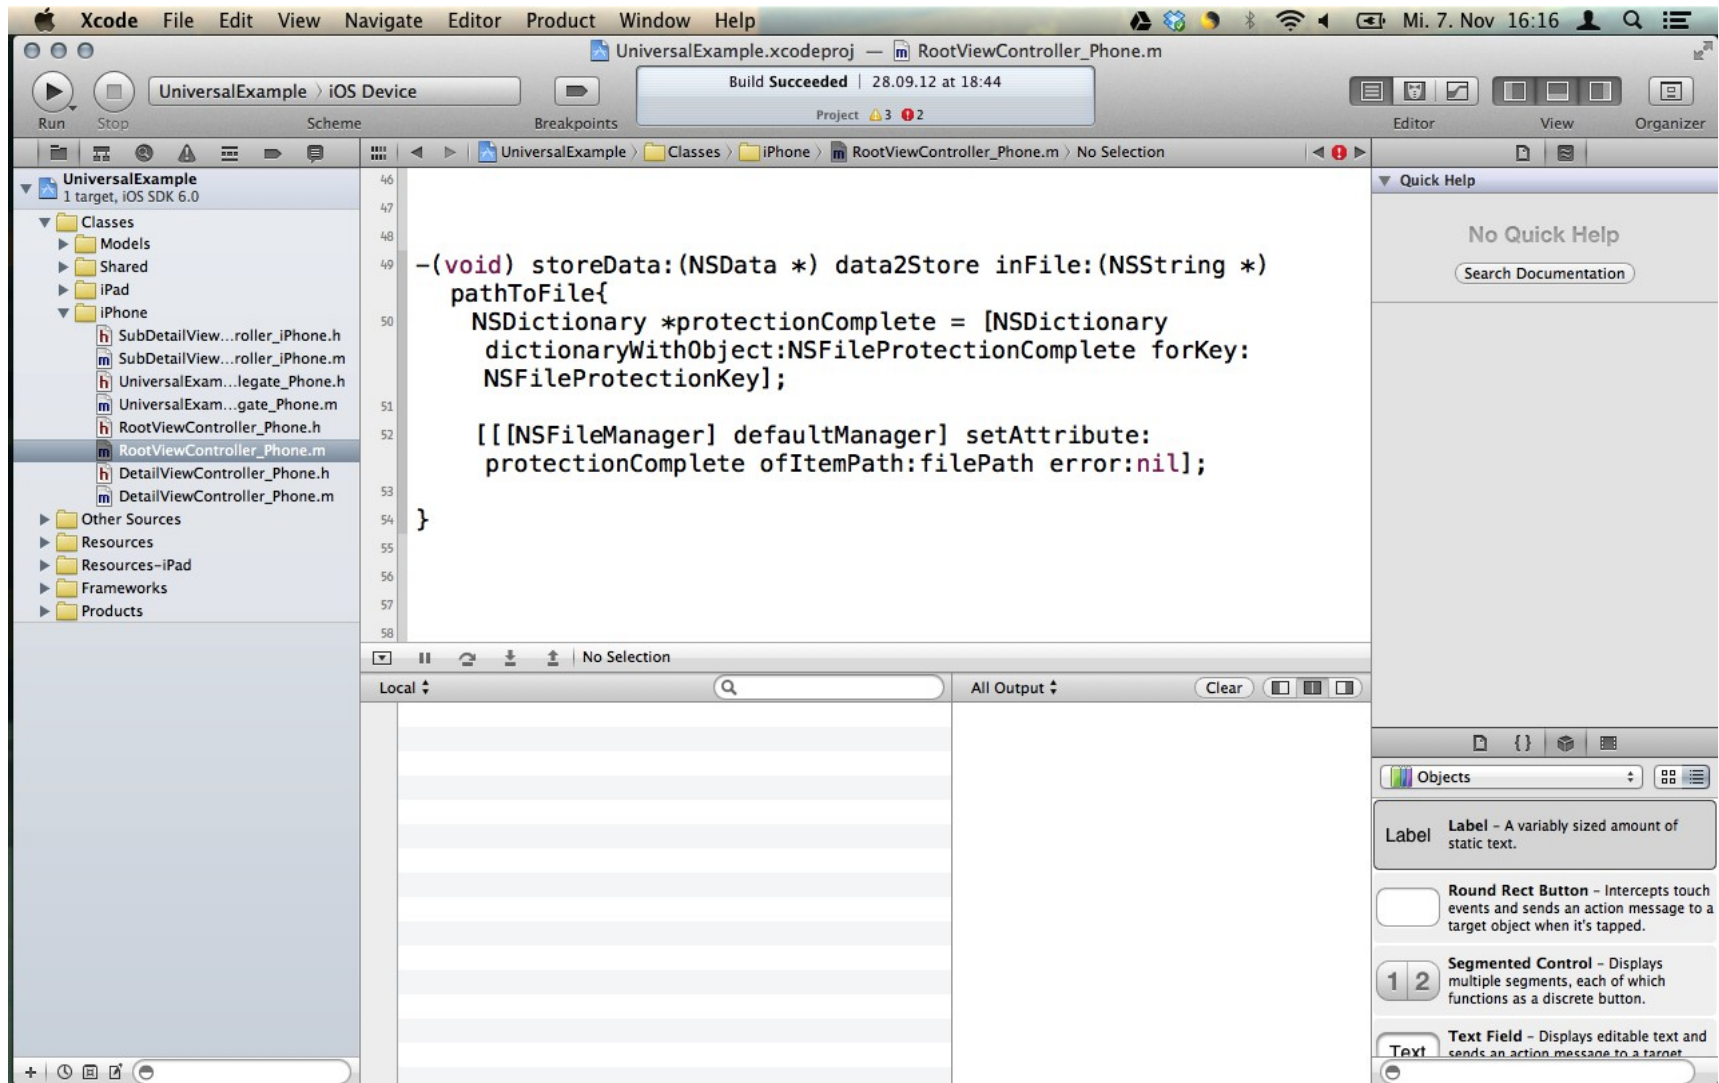 Xcode File Edit View Navigate Editor Product Window Help Mi. 7. Nov 16:16
UniversalExample.xcodeproj — RootViewController_Phone.m
UniversalExample 〉 iOS Device
Build Succeeded | 28.09.12 at 18:44
Project 3 2
Run Stop Scheme Breakpoints Editor View Organizer
UniversalExample 〉 Classes 〉 iPhone 〉 RootViewController_Phone.m 〉 No Selection
UniversalExample
1 target, iOS SDK 6.0
Classes
Models
Shared
iPad
iPhone
SubDetailView...roller_iPhone.h
SubDetailView...roller_iPhone.m
UniversalExam...legate_Phone.h
UniversalExam...gate_Phone.m
RootViewController_Phone.h
RootViewController_Phone.m
DetailViewController_Phone.h
DetailViewController_Phone.m
Other Sources
Resources
Resources-iPad
Frameworks
Products
46
47
48
49 -(void) storeData:(NSData *) data2Store inFile:(NSString *)
pathToFile{
50 NSDictionary *protectionComplete = [NSDictionary
dictionaryWithObject:NSFileProtectionComplete forKey:
NSFileProtectionKey];
51
52 [[[NSFileManager] defaultManager] setAttribute:
protectionComplete ofItemPath:filePath error:nil];
53
54 }
55
56
57
58
No Selection
Local
All Output Clear
Quick Help
No Quick Help
Search Documentation
{}
Objects
Label
Label – A variably sized amount of
static text.
Round Rect Button – Intercepts touch
events and sends an action message to a
target object when it's tapped.
1 2
Segmented Control – Displays
multiple segments, each of which
functions as a discrete button.
Text
Text Field – Displays editable text and
sends an action message to a target